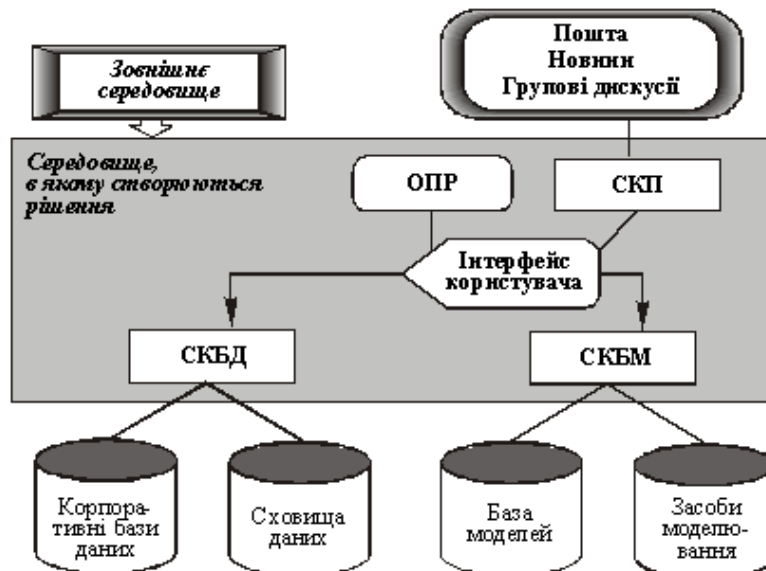 Зовнішнє
середовище
Пошта
Новини
Групові дискусії
Середовище,
в якому створюються
рішення
ОПР
СКП
Інтерфейс
користувача
СКБД
СКБМ
Корпора-
тивні бази
даних
Сховища
даних
База
моделей
Засоби
моделю-
вання